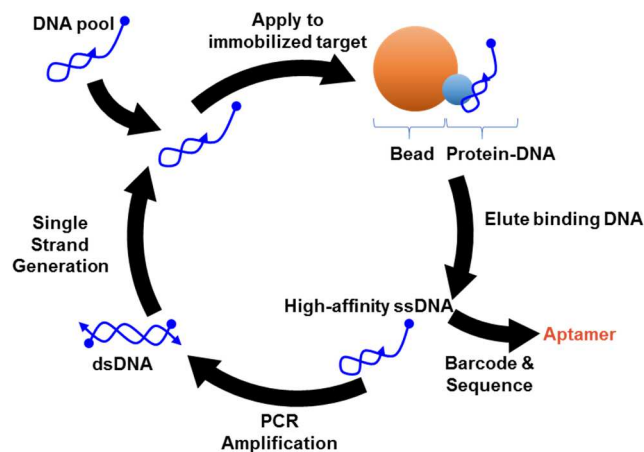 DNA pool
Apply to
immobilized target
Bead
Protein-DNA
Elute binding DNA
High-affinity ssDNA
Aptamer
Barcode &
Sequence
PCR
Amplification
dsDNA
Single
Strand
Generation